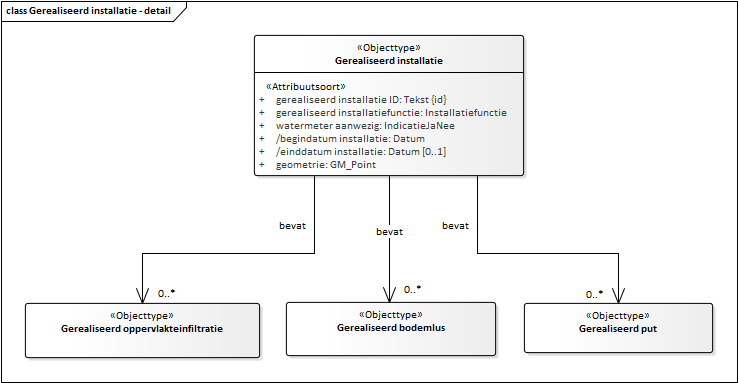 class Gerealiseerd installatie - detail
«Objecttype»
Gerealiseerd installatie
«Attribuutsoort»
+ gerealiseerd installatie ID: Tekst {id}
+ gerealiseerd installatiefunctie: Installatiefunctie
+ watermeter aanwezig: IndicatieJaNee
+ /begindatum installatie: Datum
+ /einddatum installatie: Datum [0..1]
+ geometrie: GM_Point
bevat
bevat
bevat
0..*
0..*
0..*
«Objecttype»
Gerealiseerd oppervlakteinfiltratie
«Objecttype»
Gerealiseerd bodemlus
«Objecttype»
Gerealiseerd put